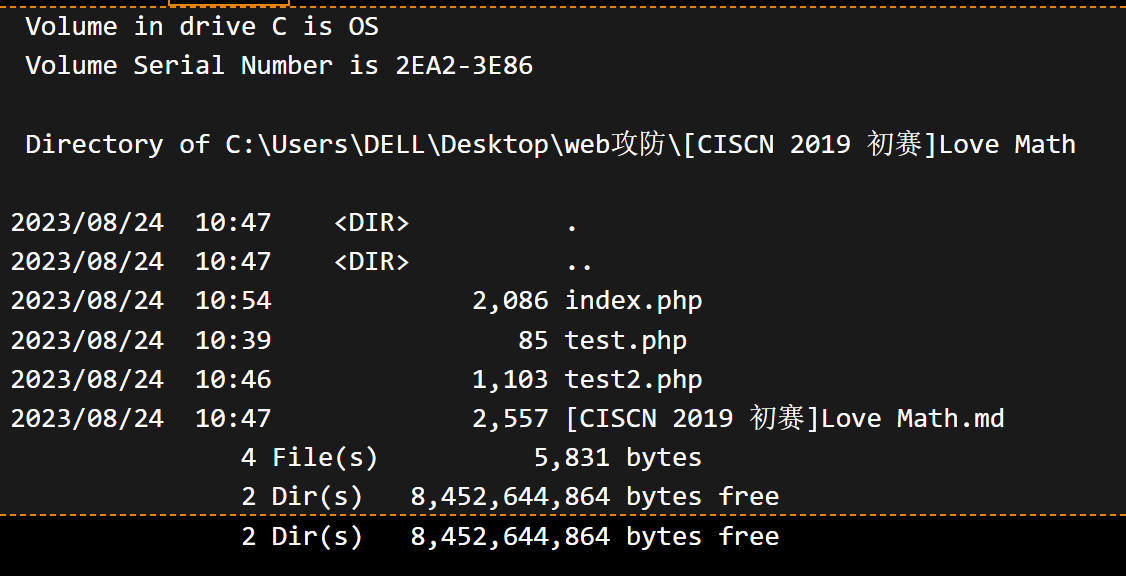 Volume in drive C is OS
Volume Serial Number is 2EA2-3E86
Directory of C:\Users\DELL\Desktop\web攻防\[CISCN 2019 初赛]Love Math
2023/08/24  10:47    <DIR>          .
2023/08/24  10:47    <DIR>          ..
2023/08/24  10:54             2,086 index.php
2023/08/24  10:39                85 test.php
2023/08/24  10:46             1,103 test2.php
2023/08/24  10:47             2,557 [CISCN 2019 初赛]Love Math.md
4 File(s)          5,831 bytes
2 Dir(s)   8,452,644,864 bytes free
2 Dir(s)   8,452,644,864 bytes free